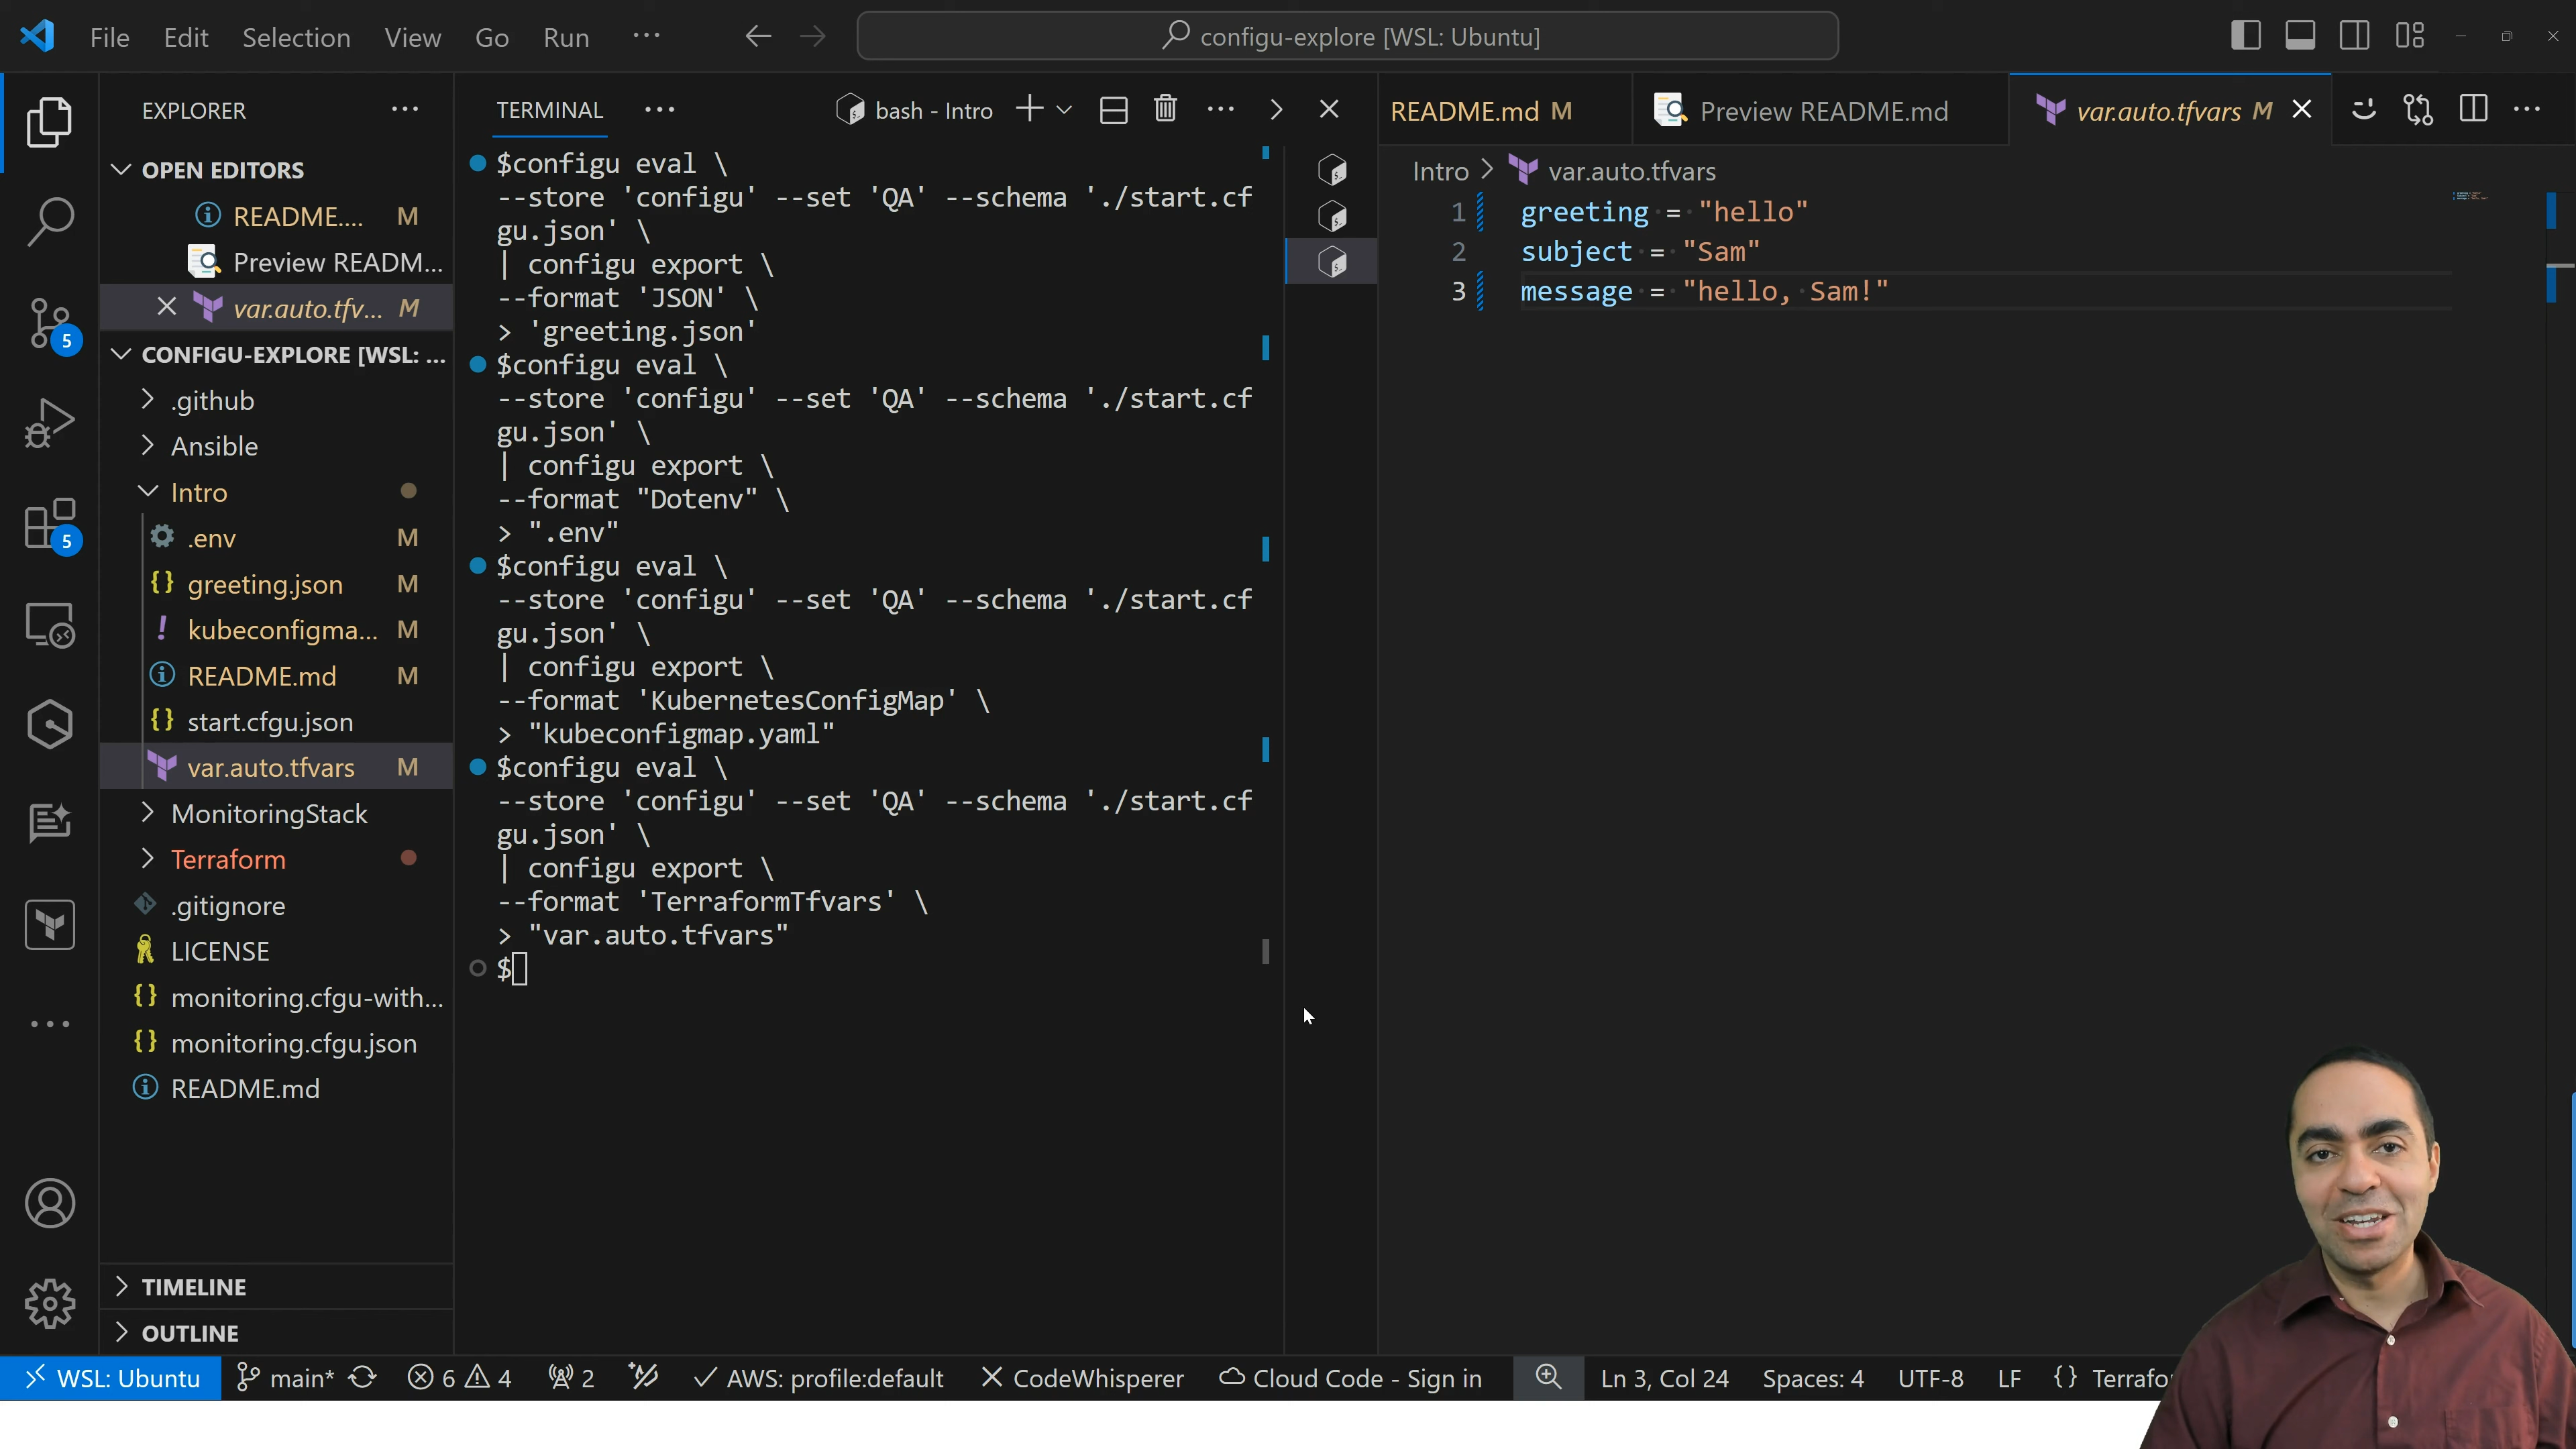 File Edit Selection View Go Run ···
configu-explore [WSL: Ubuntu]
EXPLORER ···
OPEN EDITORS
README.... M
Preview READM...
var.auto.tfv... M
CONFIGU-EXPLORE [WSL: ...
.github
Ansible
Intro
.env M
greeting.json M
kubeconfigma... M
README.md M
start.cfgu.json
var.auto.tfvars M
MonitoringStack
Terraform
.gitignore
LICENSE
monitoring.cfgu-with...
monitoring.cfgu.json
README.md
TIMELINE
OUTLINE
5
5
TERMINAL ···
bash - Intro
$configu eval \
--store 'configu' --set 'QA' --schema './start.cf
gu.json' \
| configu export \
--format 'JSON' \
> 'greeting.json'
$configu eval \
--store 'configu' --set 'QA' --schema './start.cf
gu.json' \
| configu export \
--format "Dotenv" \
> ".env"
$configu eval \
--store 'configu' --set 'QA' --schema './start.cf
gu.json' \
| configu export \
--format 'KubernetesConfigMap' \
> "kubeconfigmap.yaml"
$configu eval \
--store 'configu' --set 'QA' --schema './start.cf
gu.json' \
| configu export \
--format 'TerraformTfvars' \
> "var.auto.tfvars"
$
README.md M
Preview README.md
var.auto.tfvars M
Intro > var.auto.tfvars
1 greeting = "hello"
2 subject = "Sam"
3 message = "hello, Sam!"
WSL: Ubuntu main* 6 4 2 AWS: profile:default CodeWhisperer Cloud Code - Sign in Ln 3, Col 24 Spaces: 4 UTF-8 LF {} Terrafo